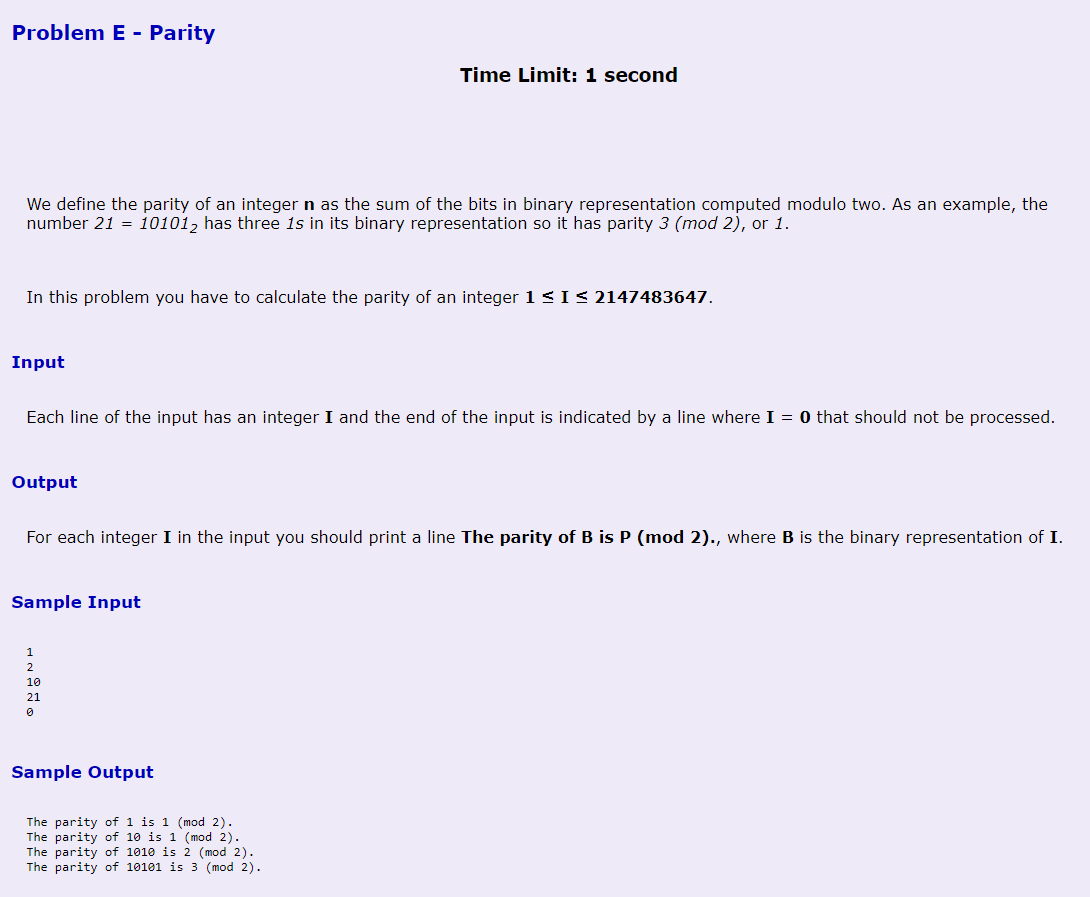 Problem E - Parity
Time Limit: 1 second
We define the parity of an integer n as the sum of the bits in binary representation computed modulo two. As an example, the
number 21 = 10101₂ has three 1s in its binary representation so it has parity 3 (mod 2), or 1.
In this problem you have to calculate the parity of an integer 1 ≤ I ≤ 2147483647.
Input
Each line of the input has an integer I and the end of the input is indicated by a line where I = 0 that should not be processed.
Output
For each integer I in the input you should print a line The parity of B is P (mod 2)., where B is the binary representation of I.
Sample Input
1
2
10
21
0
Sample Output
The parity of 1 is 1 (mod 2).
The parity of 10 is 1 (mod 2).
The parity of 1010 is 2 (mod 2).
The parity of 10101 is 3 (mod 2).